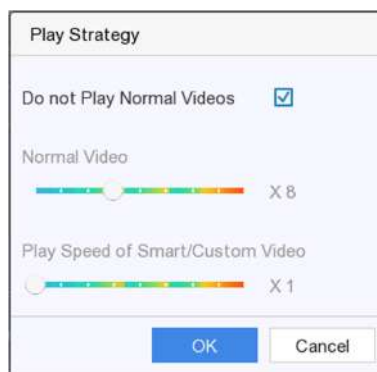 Play Strategy
Do not Play Normal Videos
Normal Video
X 8
Play Speed of Smart/Custom Video
X 1
OK
Cancel